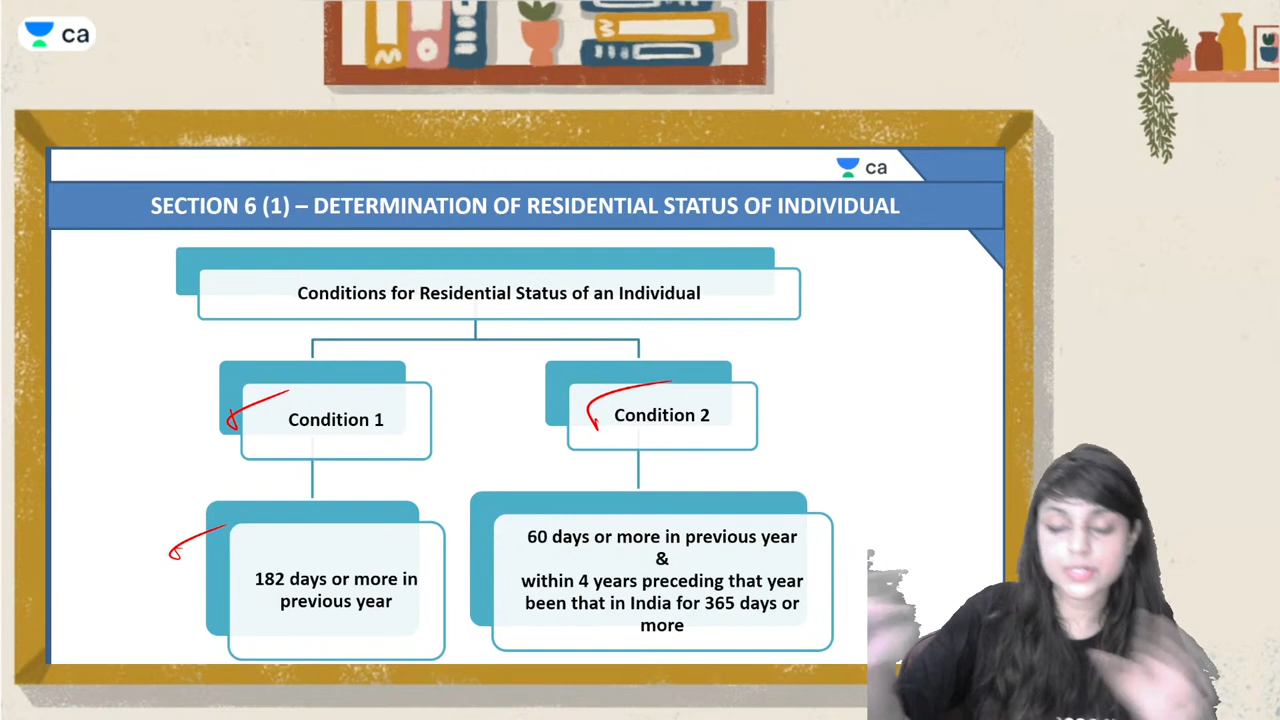 ca
ca
SECTION 6 (1) – DETERMINATION OF RESIDENTIAL STATUS OF INDIVIDUAL
Conditions for Residential Status of an Individual
Condition 1
Condition 2
182 days or more in
previous year
60 days or more in previous year
&
within 4 years preceding that year
been that in India for 365 days or
more